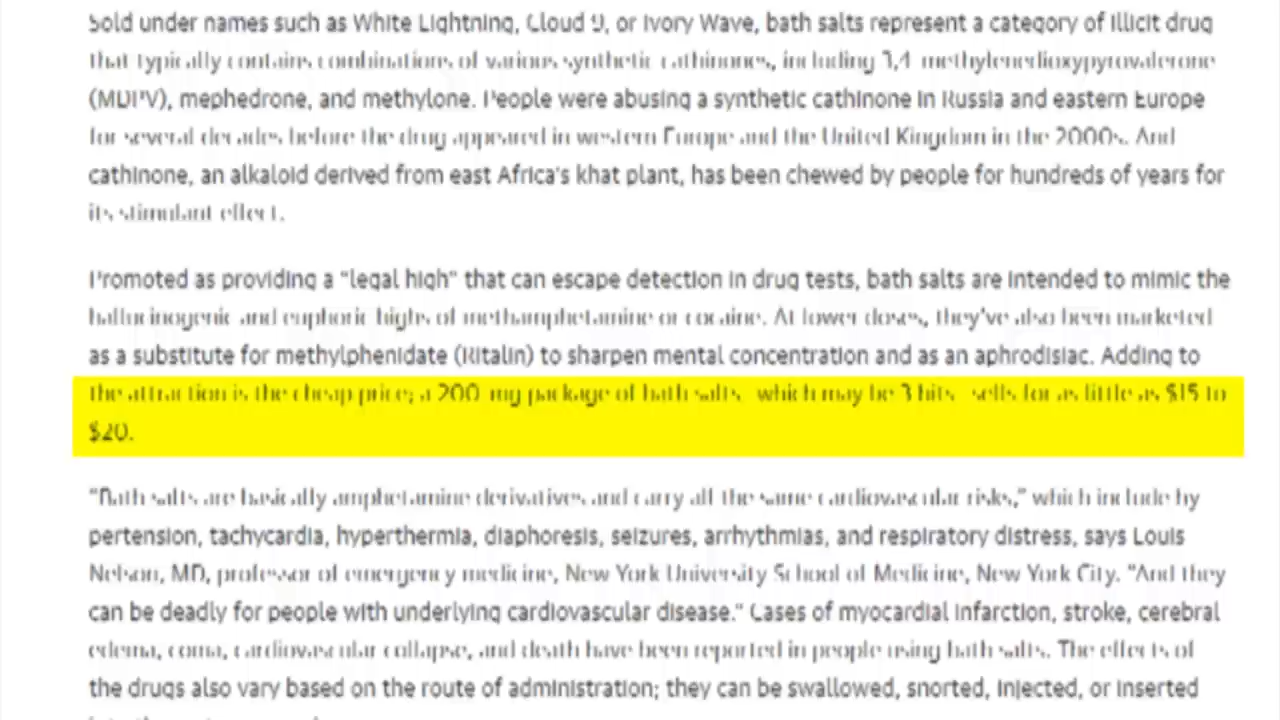 Sold under names such as White Lightning, Cloud 9, or Ivory Wave, bath salts represent a category of illicit drug
that typically contains combinations of various synthetic cathinones, including 3,4 methylenedioxypyrovalerone
(MDPV), mephedrone, and methylone. People were abusing a synthetic cathinone in Russia and eastern Europe
for several decades before the drug appeared in western Europe and the United Kingdom in the 2000s. And
cathinone, an alkaloid derived from east Africa's khat plant, has been chewed by people for hundreds of years for
its stimulant effect.
Promoted as providing a "legal high" that can escape detection in drug tests, bath salts are intended to mimic the
hallucinogenic and euphoric highs of methamphetamine or cocaine. At lower doses, they've also been marketed
as a substitute for methylphenidate (Ritalin) to sharpen mental concentration and as an aphrodisiac. Adding to
the attraction is the cheap price; a 200 mg package of bath salts which may be 3 hits sells for as little as $15 to
$20.
"Bath salts are basically amphetamine derivatives and carry all the same cardiovascular risks," which include hy
pertension, tachycardia, hyperthermia, diaphoresis, seizures, arrhythmias, and respiratory distress, says Louis
Nelson, MD, professor of emergency medicine, New York University School of Medicine, New York City. "And they
can be deadly for people with underlying cardiovascular disease." Cases of myocardial infarction, stroke, cerebral
edema, coma, cardiovascular collapse, and death have been reported in people using bath salts. The effects of
the drugs also vary based on the route of administration; they can be swallowed, snorted, injected, or inserted